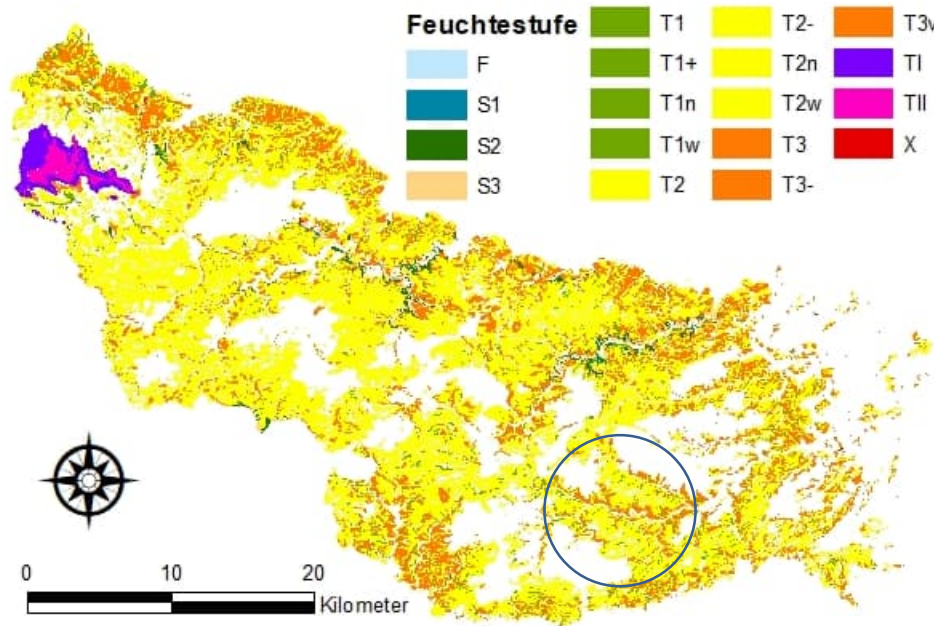 Feuchtestufe
F
S1
S2
S3
T1
T1+
T1n
T1w
T2
T2-
T2n
T2w
T3
T3-
TI
TII
X
0 10 20
Kilometer